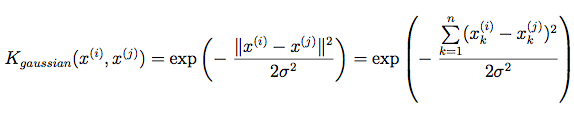 K_{gaussian}(x^{(i)}, x^{(j)}) = \exp\left(-\frac{\|x^{(i)} - x^{(j)}\|^2}{2\sigma^2}\right) = \exp\left(-\frac{\sum_{k=1}^{n}(x_k^{(i)} - x_k^{(j)})^2}{2\sigma^2}\right)